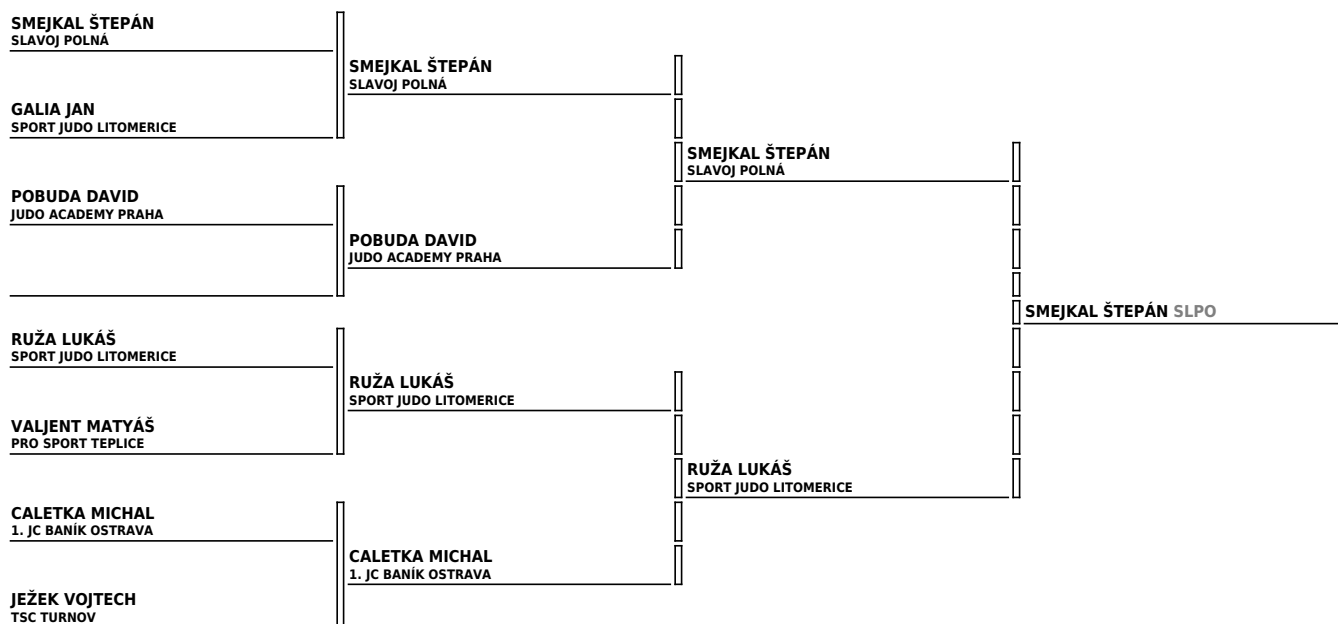 SMEJKAL ŠTEPÁN
SLAVOJ POLNÁ
SMEJKAL ŠTEPÁN
SLAVOJ POLNÁ
GALIA JAN
SPORT JUDO LITOMERICE
SMEJKAL ŠTEPÁN
SLAVOJ POLNÁ
POBUDA DAVID
JUDO ACADEMY PRAHA
POBUDA DAVID
JUDO ACADEMY PRAHA
SMEJKAL ŠTEPÁN SLPO
RUŽA LUKÁŠ
SPORT JUDO LITOMERICE
RUŽA LUKÁŠ
SPORT JUDO LITOMERICE
VALJENT MATYÁŠ
PRO SPORT TEPLICE
RUŽA LUKÁŠ
SPORT JUDO LITOMERICE
CALETKA MICHAL
1. JC BANÍK OSTRAVA
CALETKA MICHAL
1. JC BANÍK OSTRAVA
JEŽEK VOJTECH
TSC TURNOV